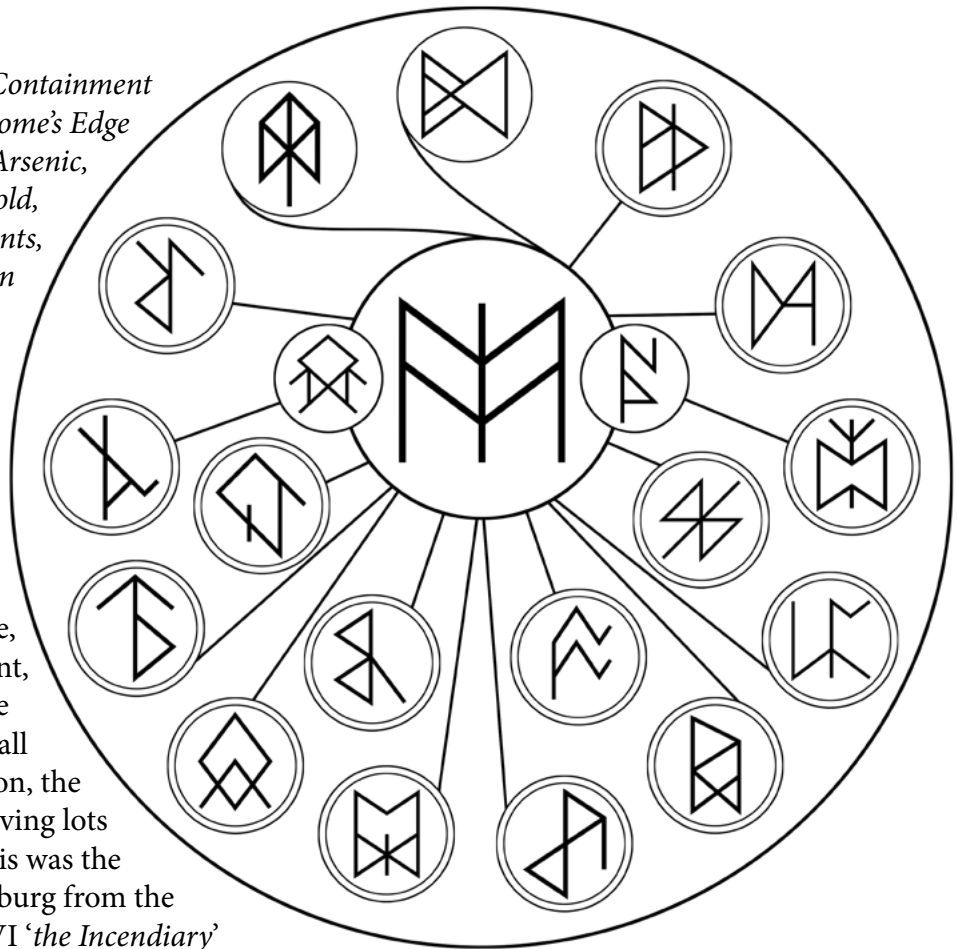 Containment
ome's Edge
Arsenic,
old,
nts,
n
e,
nt,
e
all
on, the
ving lots
is was the
burg from the
VI ‘the Incendiary’